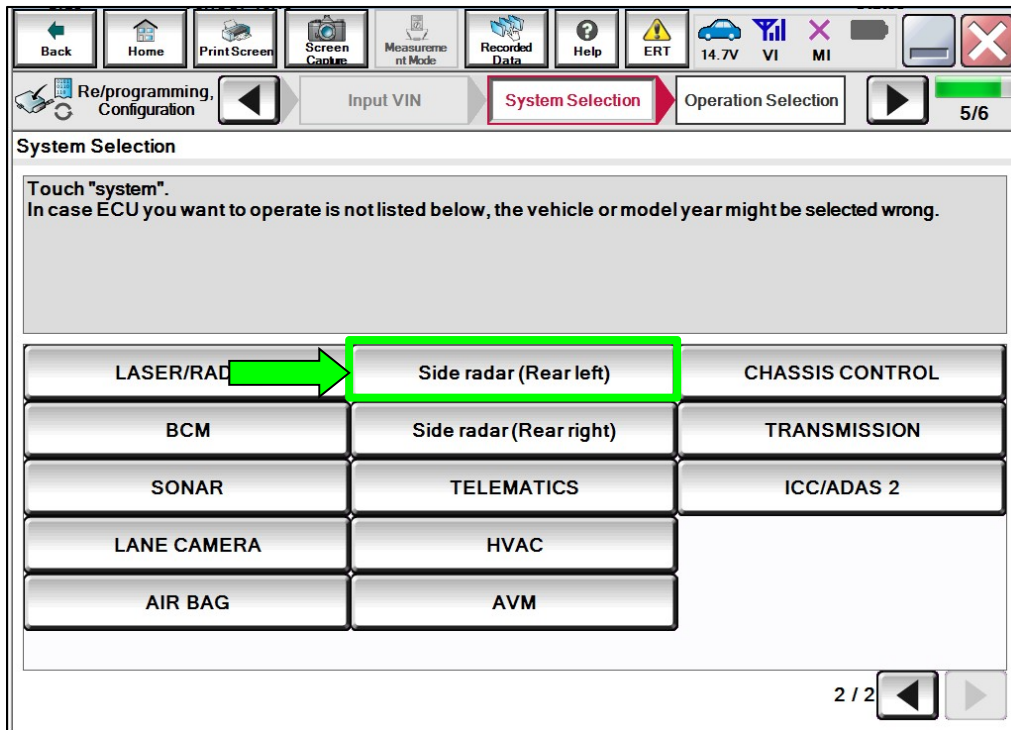 Back
Home
Print Screen
Screen
Capture
Measureme
nt Mode
Recorded
Data
Help
ERT
14.7V
VI
MI
Re/programming,
Configuration
Input VIN
System Selection
Operation Selection
5/6
System Selection
Touch "system".
In case ECU you want to operate is not listed below, the vehicle or model year might be selected wrong.
LASER/RAD
Side radar (Rear left)
CHASSIS CONTROL
BCM
Side radar (Rear right)
TRANSMISSION
SONAR
TELEMATICS
ICC/ADAS 2
LANE CAMERA
HVAC
AIR BAG
AVM
2 / 2